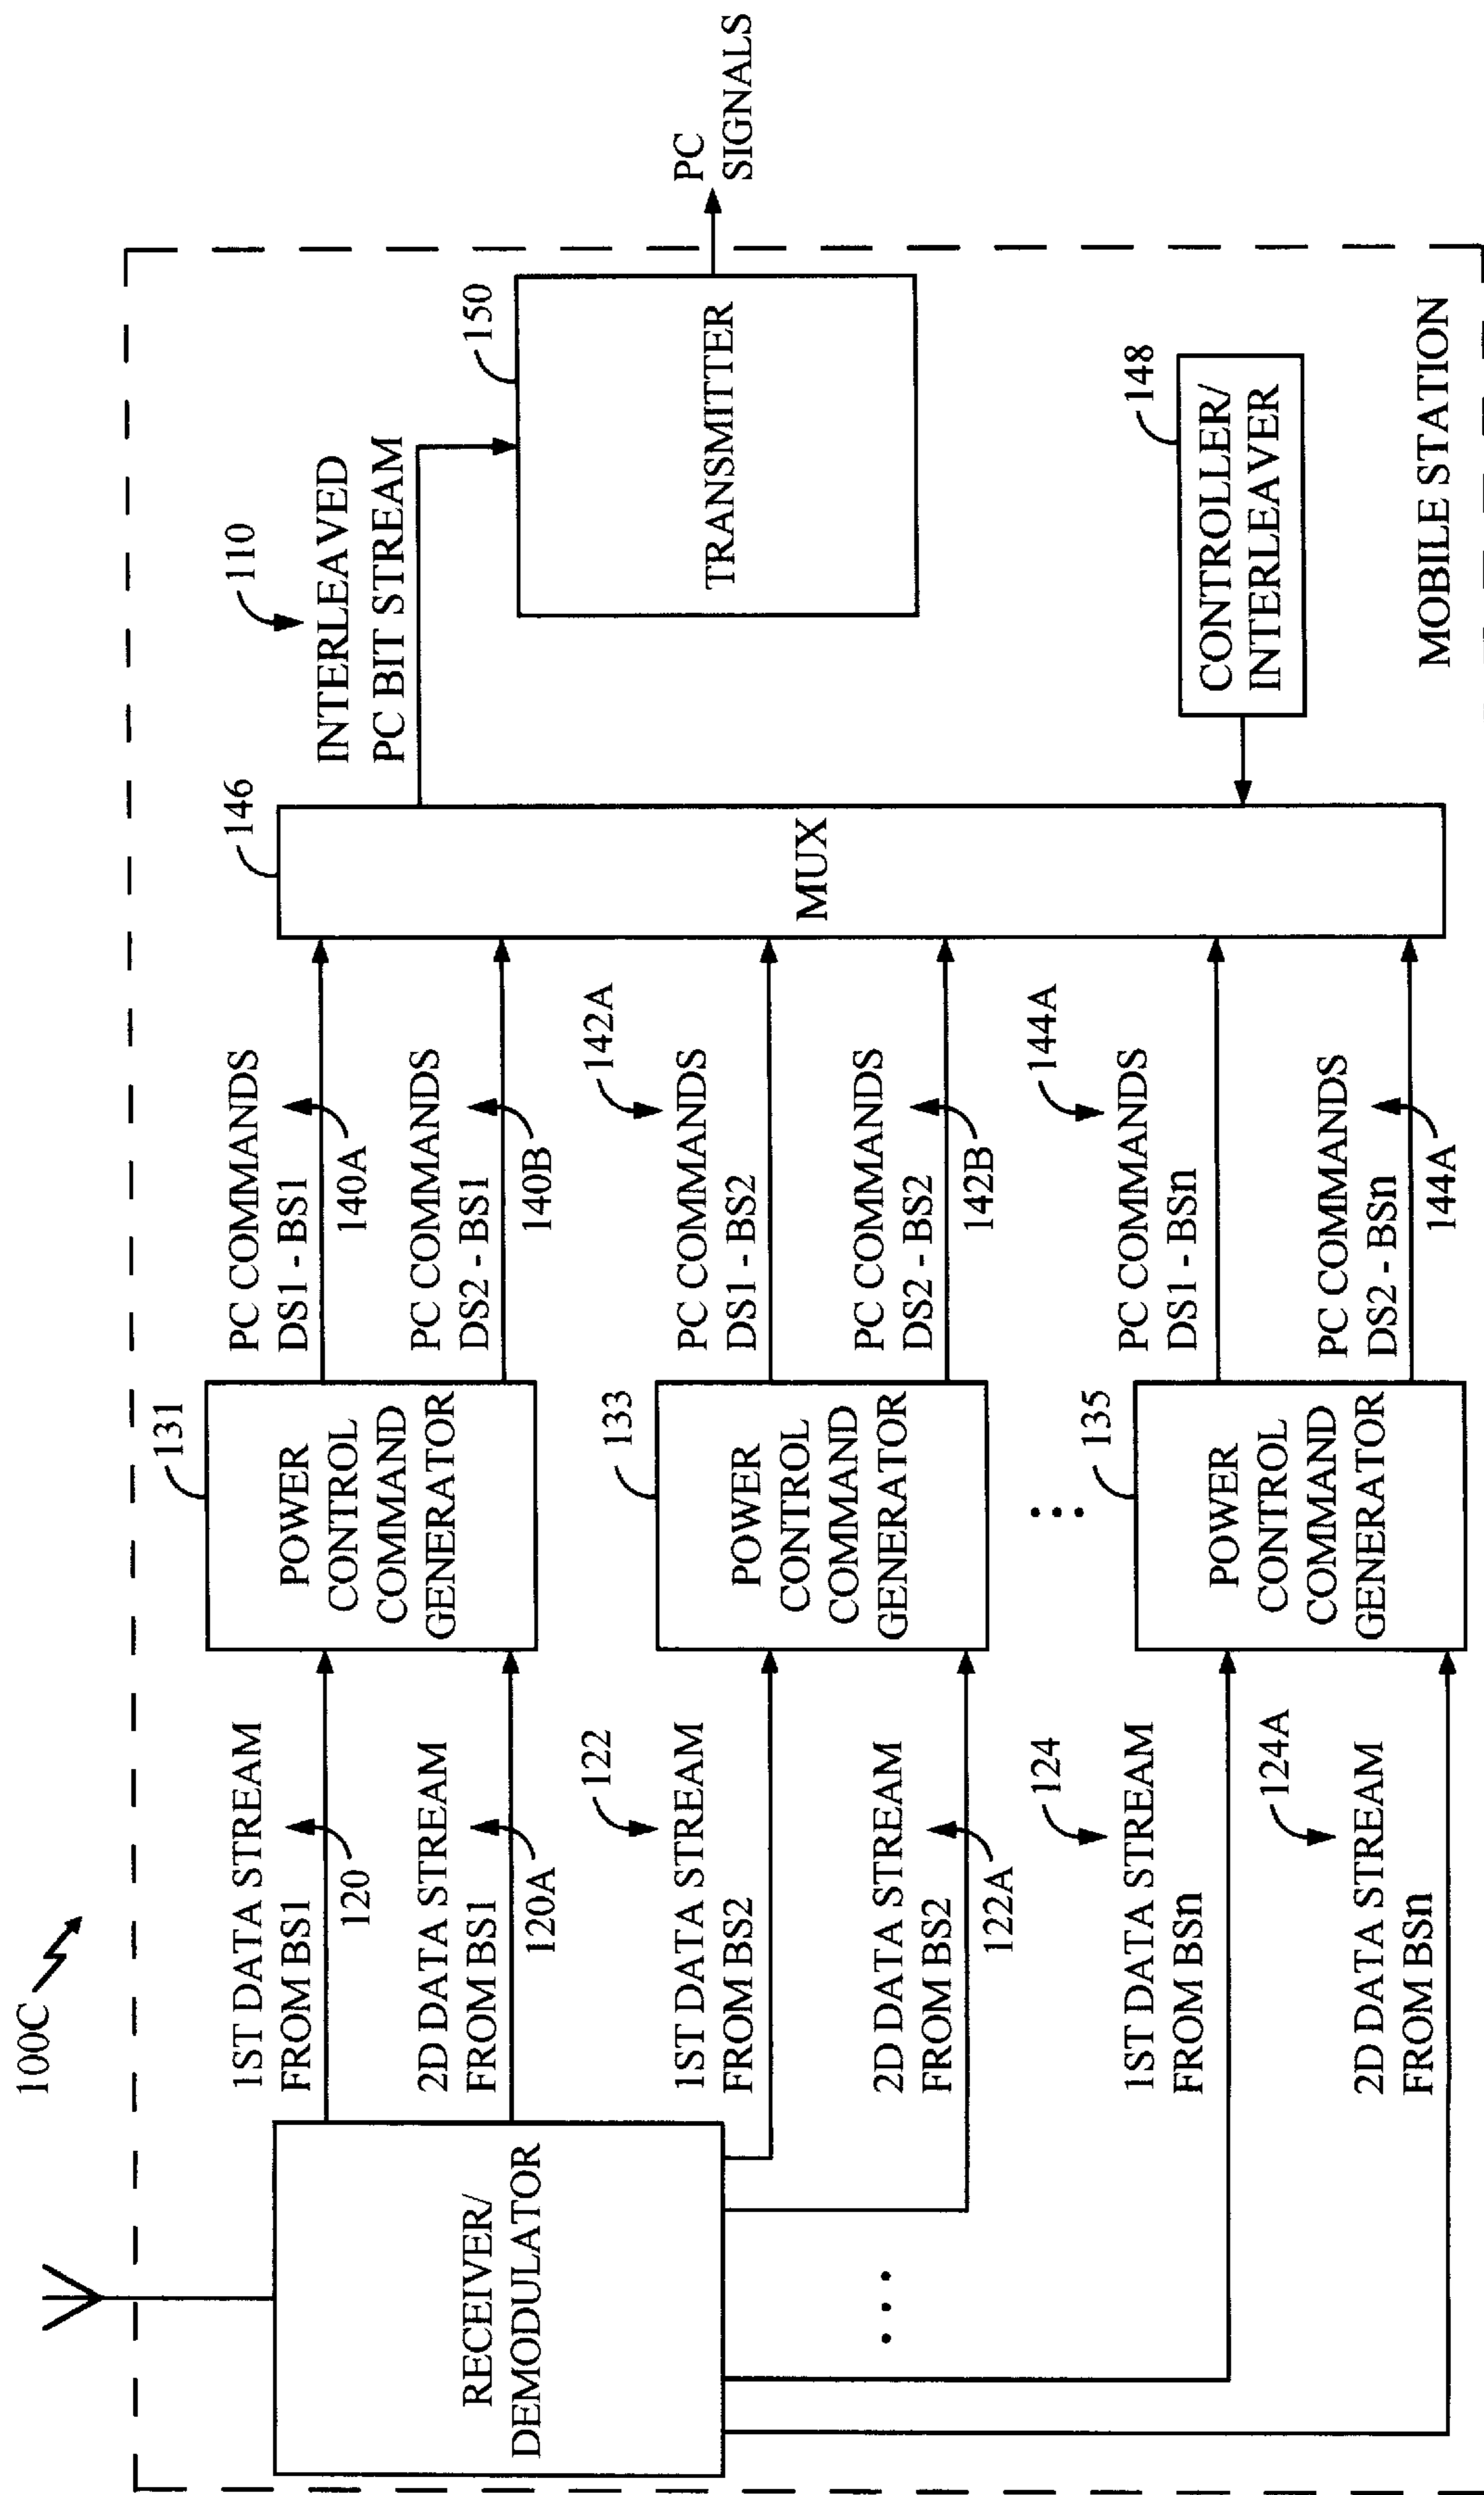 100C
RECEIVER/
DEMODULATOR
1ST DATA STREAM
FROM BS1
120
2D DATA STREAM
FROM BS1
120A
122
1ST DATA STREAM
FROM BS2
2D DATA STREAM
FROM BS2
122A
124
1ST DATA STREAM
FROM BSn
124A
2D DATA STREAM
FROM BSn
131
POWER
CONTROL
COMMAND
GENERATOR
133
POWER
CONTROL
COMMAND
GENERATOR
135
POWER
CONTROL
COMMAND
GENERATOR
PC COMMANDS
DS1 - BS1
140A
PC COMMANDS
DS2 - BS1
140B
142A
PC COMMANDS
DS1 - BS2
PC COMMANDS
DS2 - BS2
142B
144A
PC COMMANDS
DS1 - BSn
PC COMMANDS
DS2 - BSn
144A
146
MUX
110
INTERLEAVED
PC BIT STREAM
150
TRANSMITTER
148
CONTROLLER/
INTERLEAVER
MOBILE STATION
PC
SIGNALS